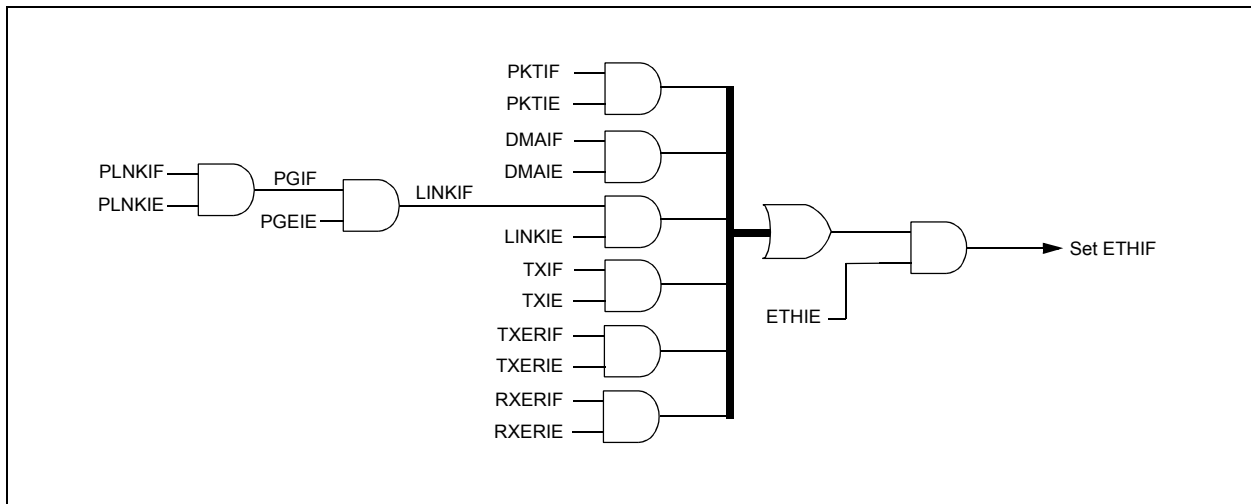 PKTIF
PKTIE
DMAIF
DMAIE
PLNKIF
PLNKIE
PGIF
PGEIE
LINKIF
LINKIE
TXIF
TXIE
TXERIF
TXERIE
RXERIF
RXERIE
ETHIE
Set ETHIF